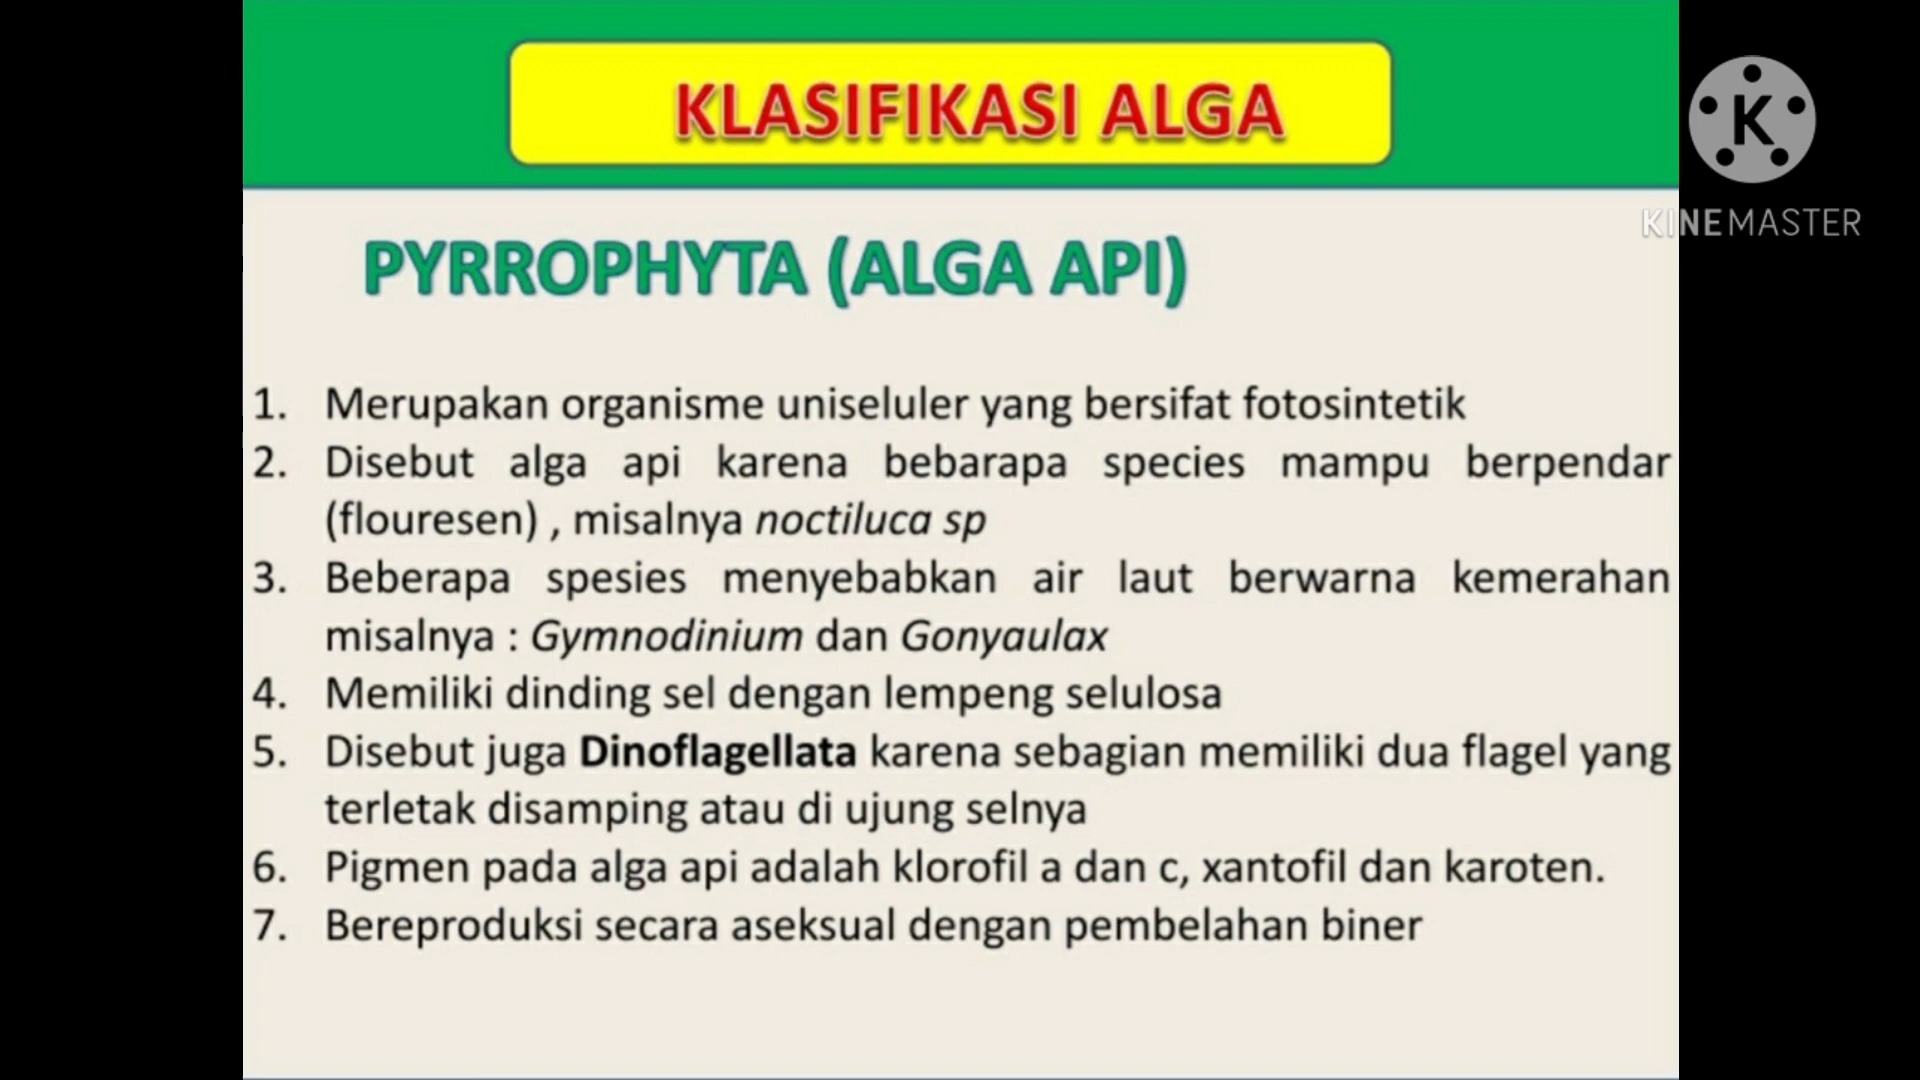 KLASIFIKASI ALGA
K
KINEMASTER
PYRROPHYTA (ALGA API)
1. Merupakan organisme uniseluler yang bersifat fotosintetik
2. Disebut alga api karena bebarapa species mampu berpendar
(flouresen) , misalnya noctiluca sp
3. Beberapa spesies menyebabkan air laut berwarna kemerahan
misalnya : Gymnodinium dan Gonyaulax
4. Memiliki dinding sel dengan lempeng selulosa
5. Disebut juga Dinoflagellata karena sebagian memiliki dua flagel yang
terletak disamping atau di ujung selnya
6. Pigmen pada alga api adalah klorofil a dan c, xantofil dan karoten.
7. Bereproduksi secara aseksual dengan pembelahan biner